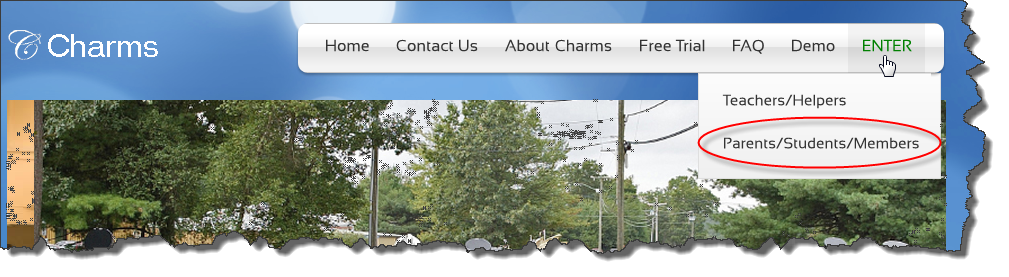 Charms
Home Contact Us About Charms Free Trial FAQ Demo ENTER
Teachers/Helpers
Parents/Students/Members